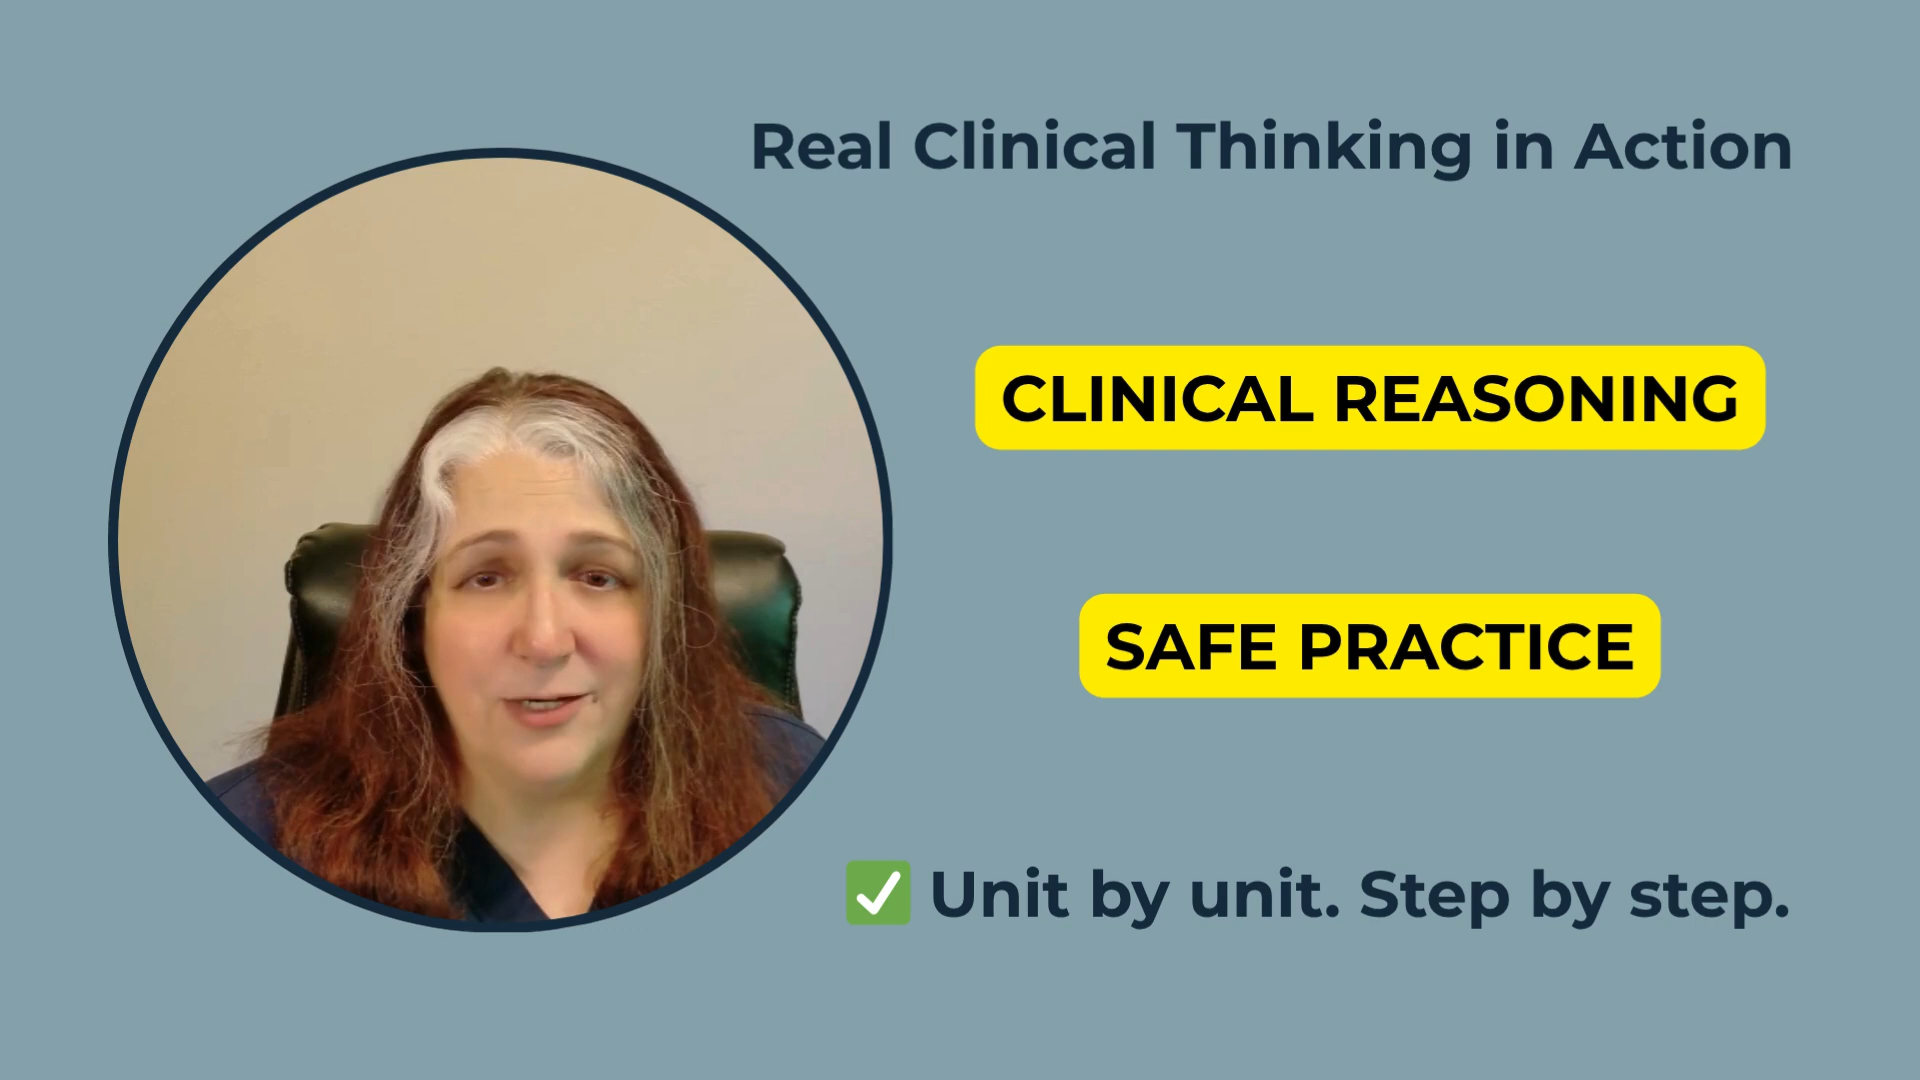 Real Clinical Thinking in Action
CLINICAL REASONING
SAFE PRACTICE
✅ Unit by unit. Step by step.